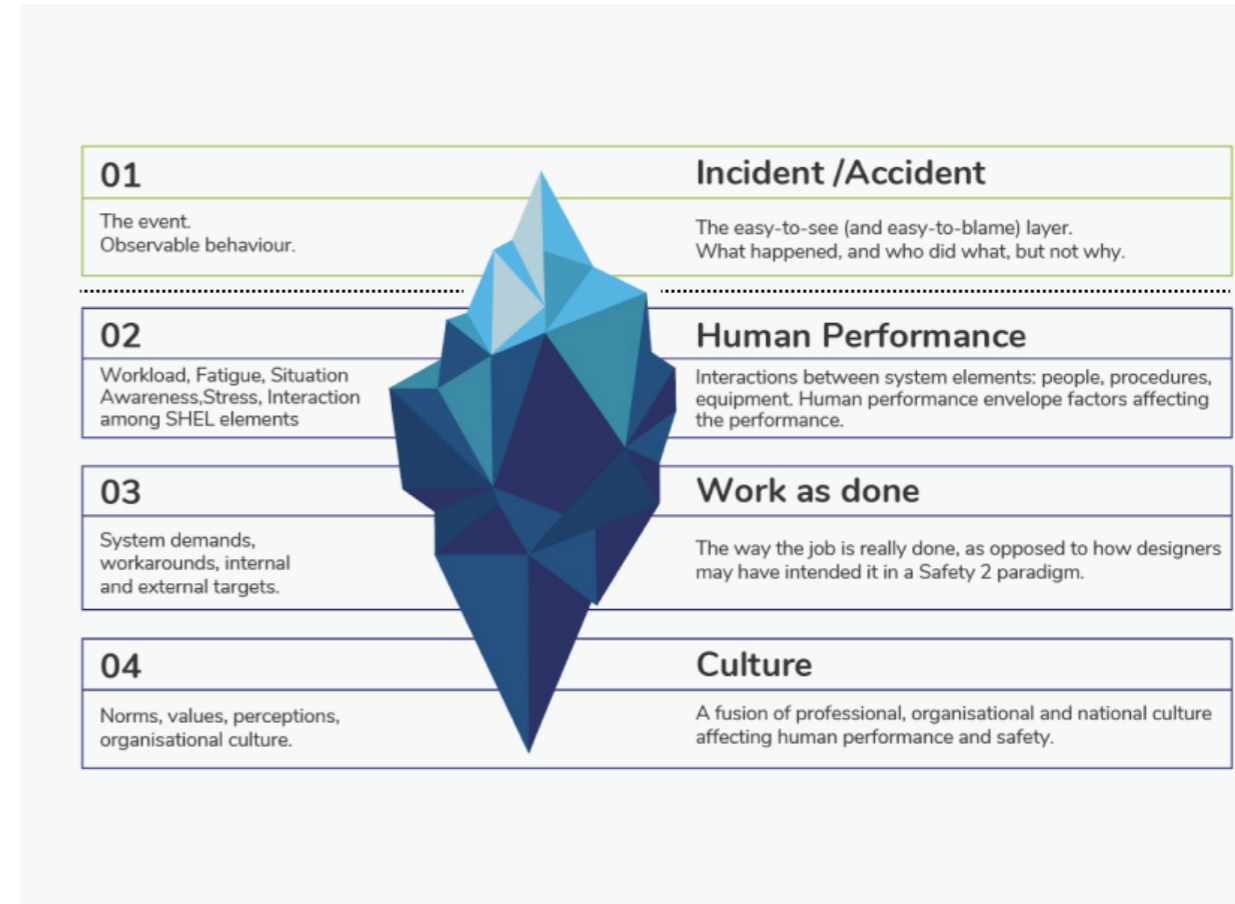 01
Incident /Accident
The event.
Observable behaviour.
The easy-to-see (and easy-to-blame) layer.
What happened, and who did what, but not why.
02
Human Performance
Workload, Fatigue, Situation
Awareness,Stress, Interaction
among SHEL elements
Interactions between system elements: people, procedures,
equipment. Human performance envelope factors affecting
the performance.
03
Work as done
System demands,
workarounds, internal
and external targets.
The way the job is really done, as opposed to how designers
may have intended it in a Safety 2 paradigm.
04
Culture
Norms, values, perceptions,
organisational culture.
A fusion of professional, organisational and national culture
affecting human performance and safety.